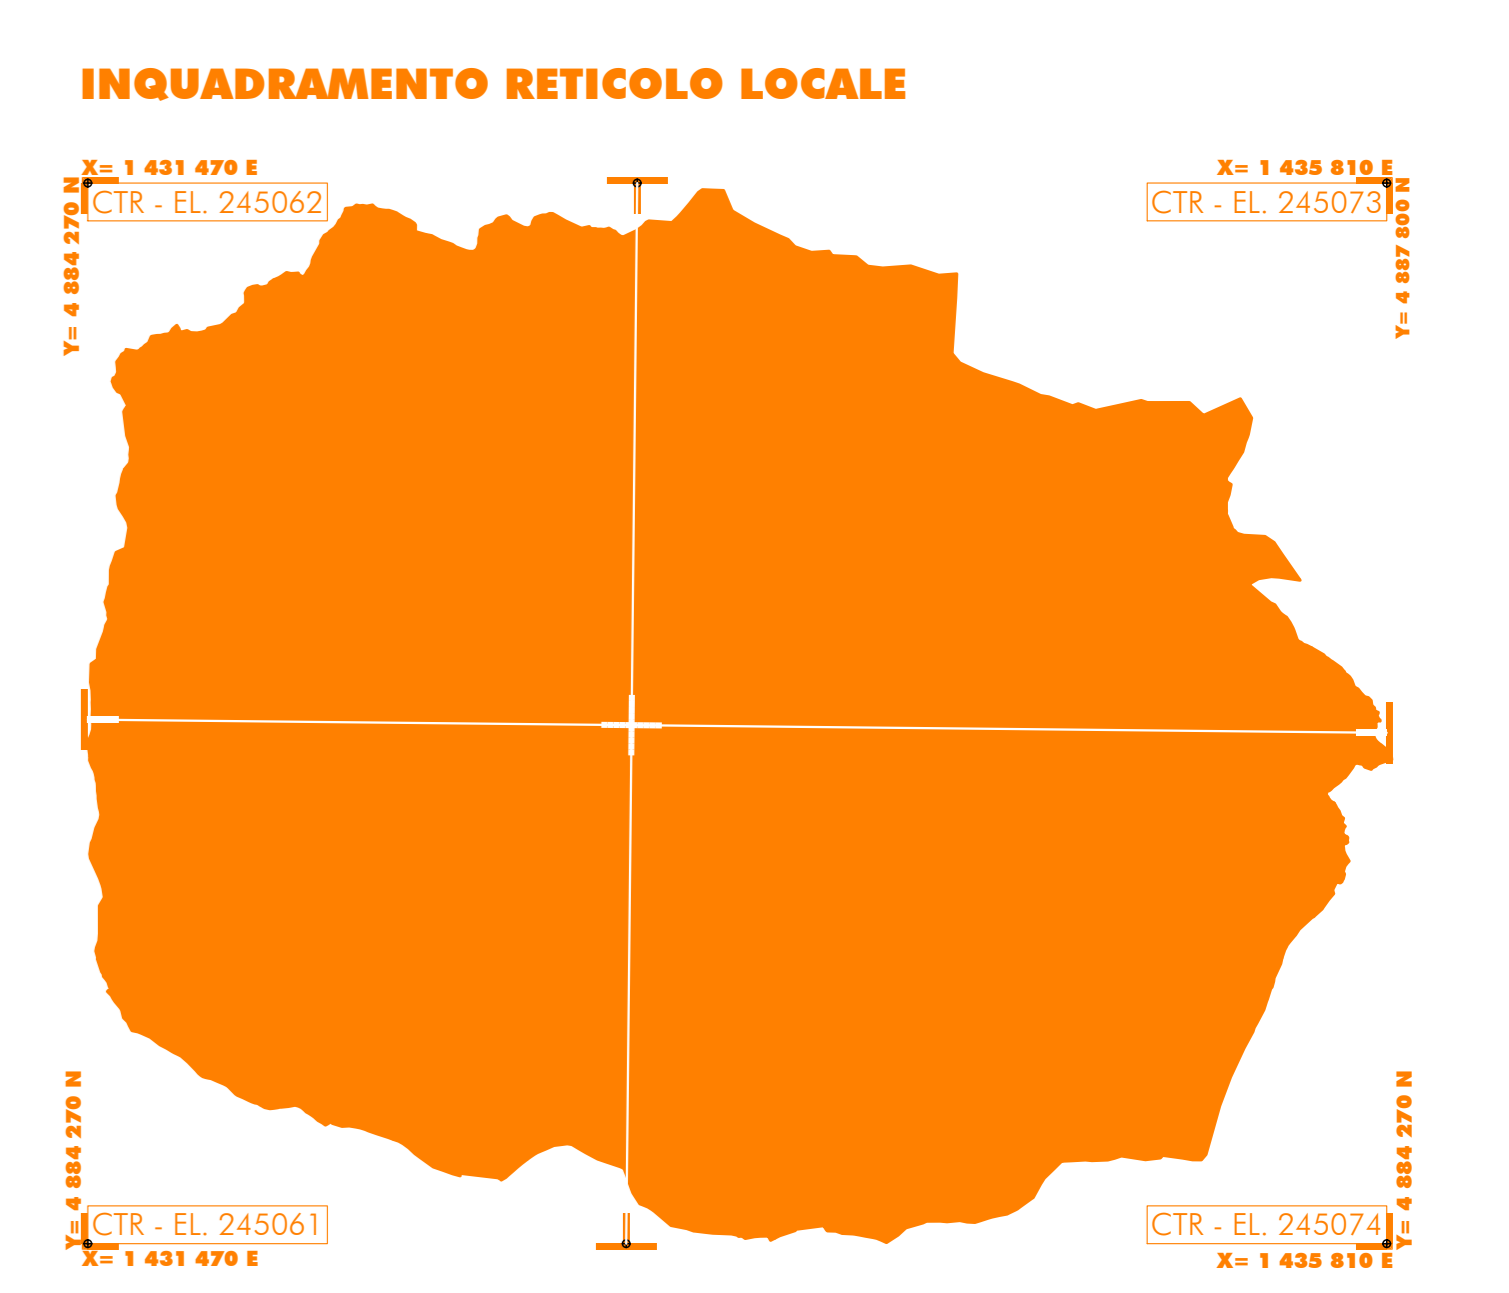 INQUADRAMENTO RETICOLO LOCALE
X= 1 431 470 E
X= 1 435 810 E
Y= 4 884 270 N
CTR - EL. 245062
CTR - EL. 245073
Y= 4 887 800 N
Y= 4 884 270 N
CTR - EL. 245061
CTR - EL. 245074
Y= 4 884 270 N
X= 1 431 470 E
X= 1 435 810 E